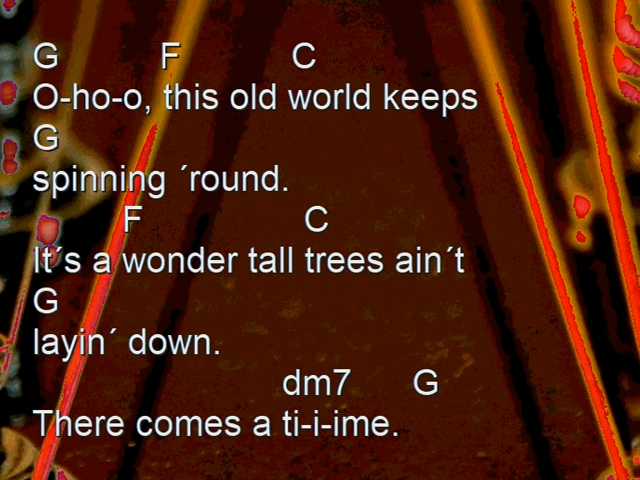 G F C
O-ho-o, this old world keeps
G
spinning ´round.
F C
It´s a wonder tall trees ain´t
G
layin´ down.
dm7 G
There comes a ti-i-ime.